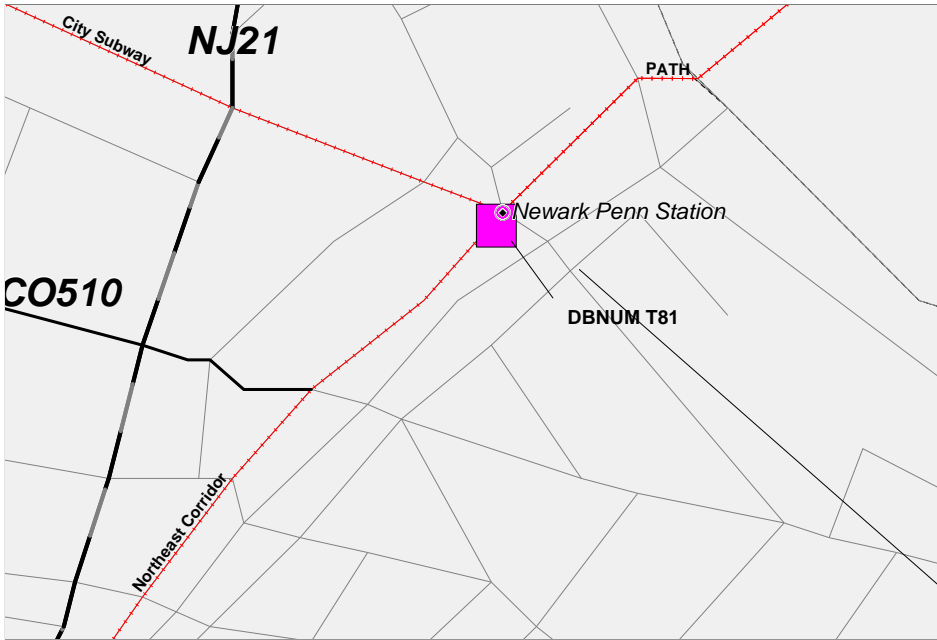 City Subway
NJ21
PATH
Newark Penn Station
CO510
DBNUM T81
Northeast Corridor